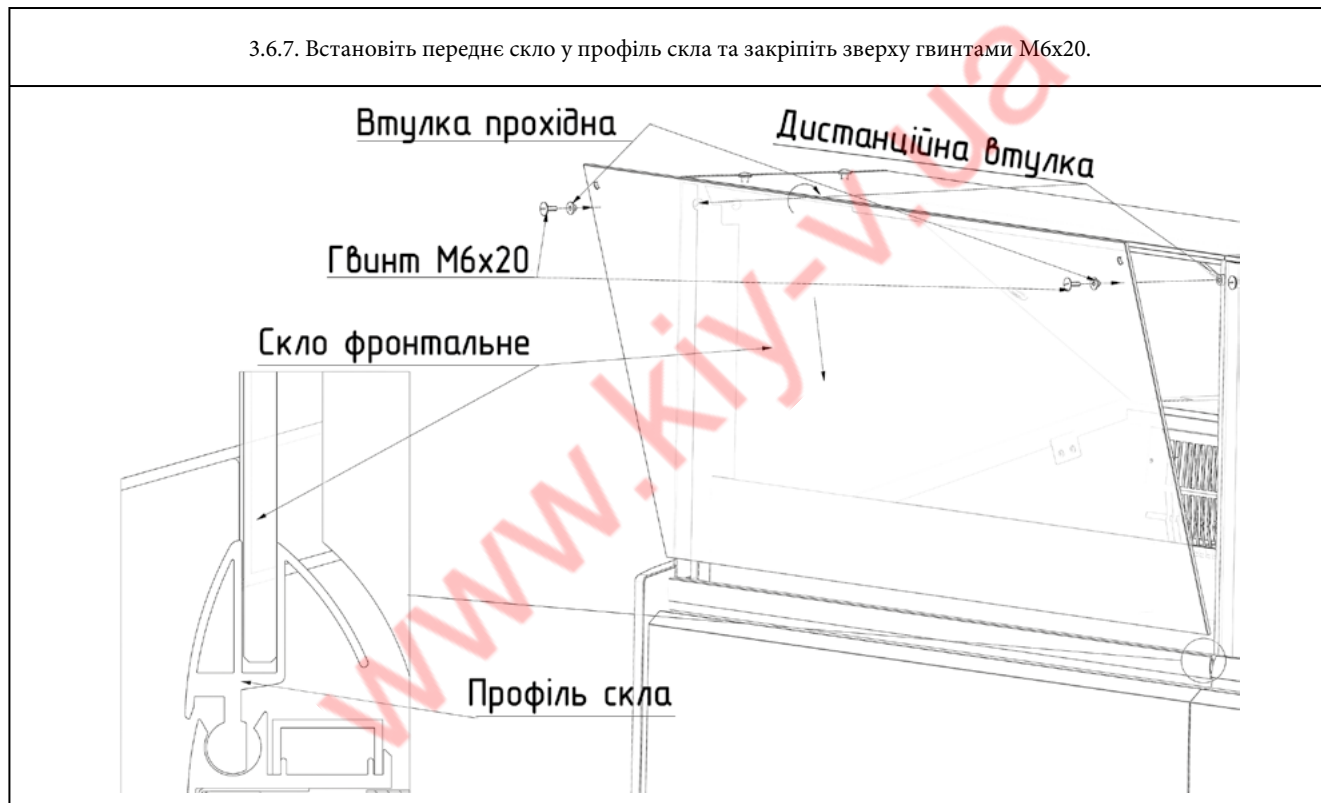 3.6.7. Встановіть переднє скло у профіль скла та закріпіть зверху гвинтами М6х20.
Втулка прохідна
Дистанційна втулка
Гвинт М6х20
Скло фронтальне
Профіль скла
www.kiy-v.ua